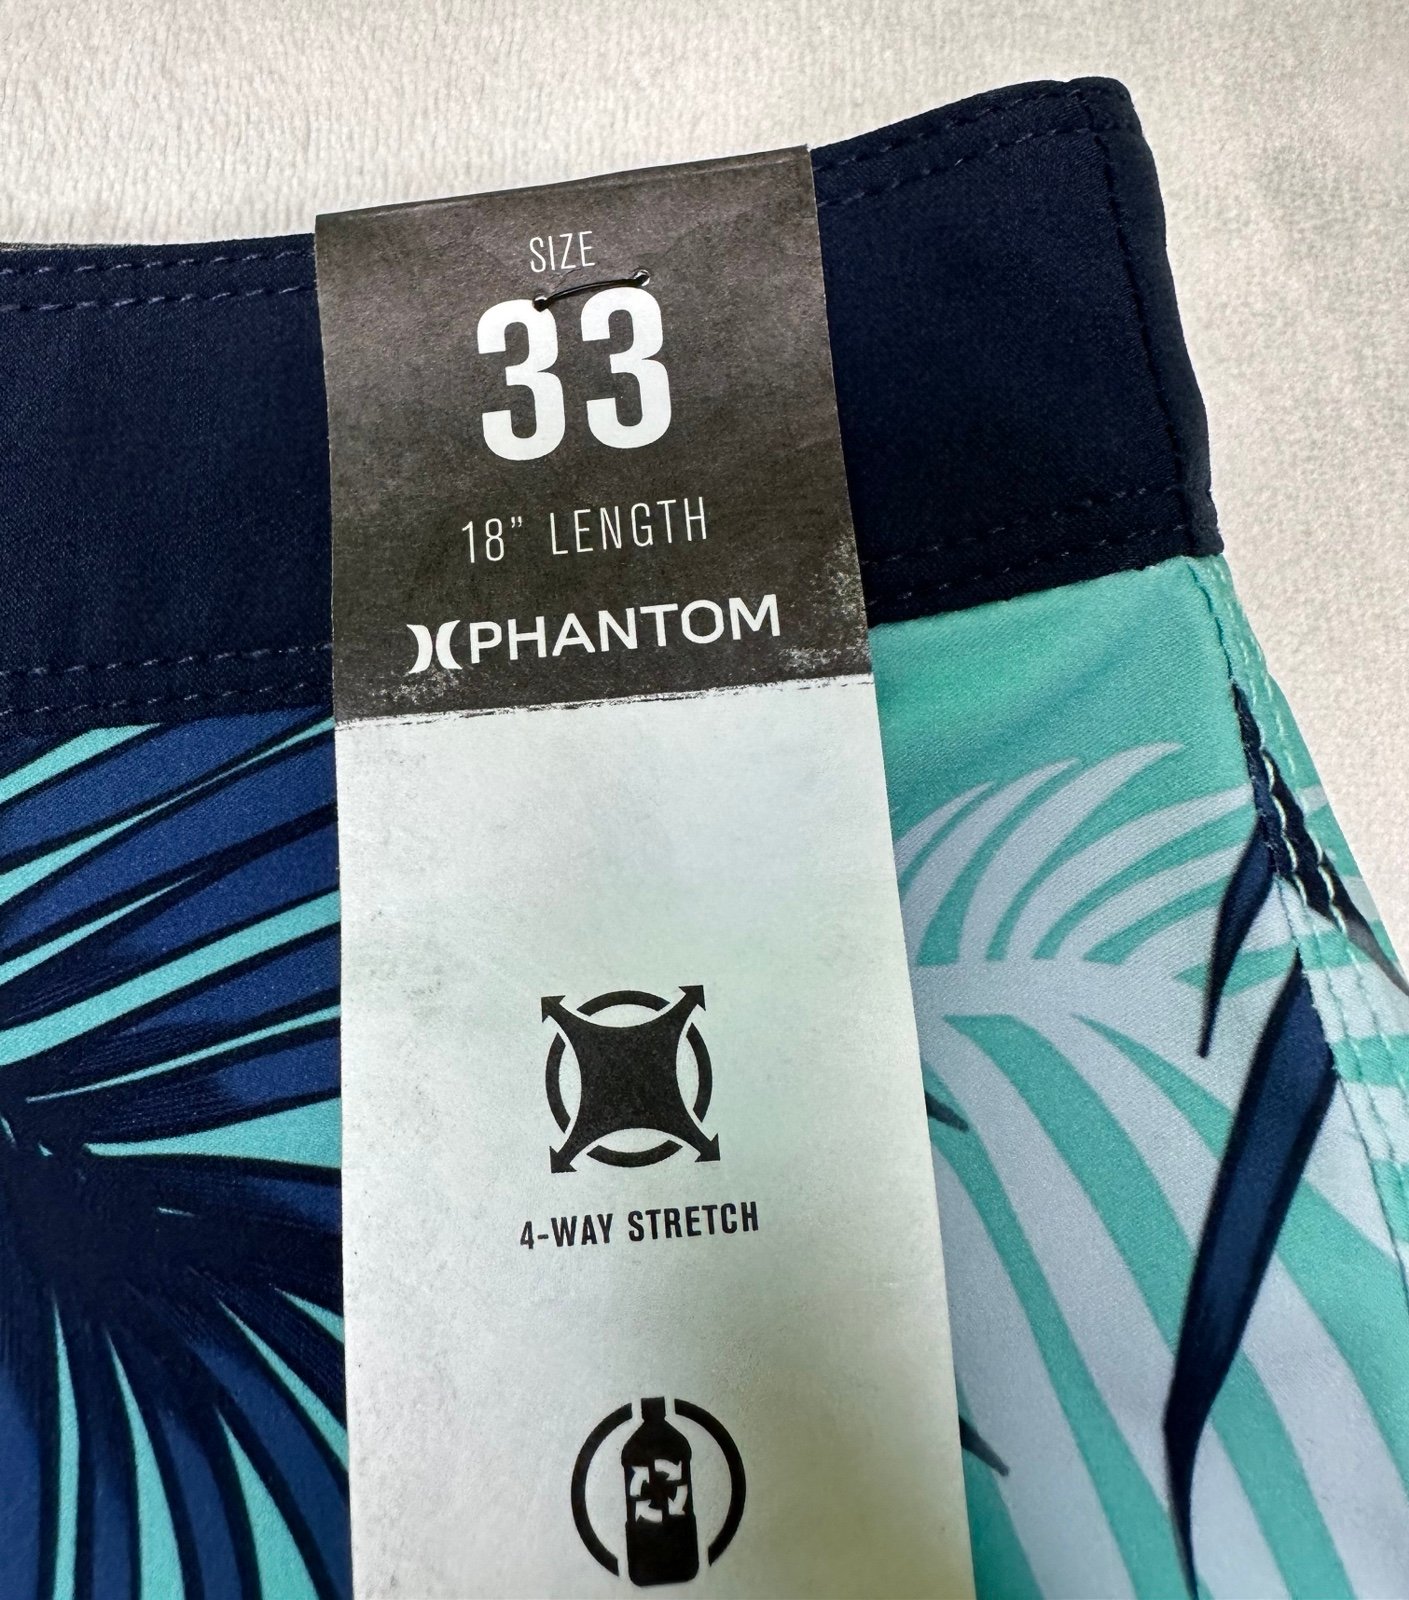 SIZE
33
18” LENGTH
PHANTOM
4-WAY STRETCH